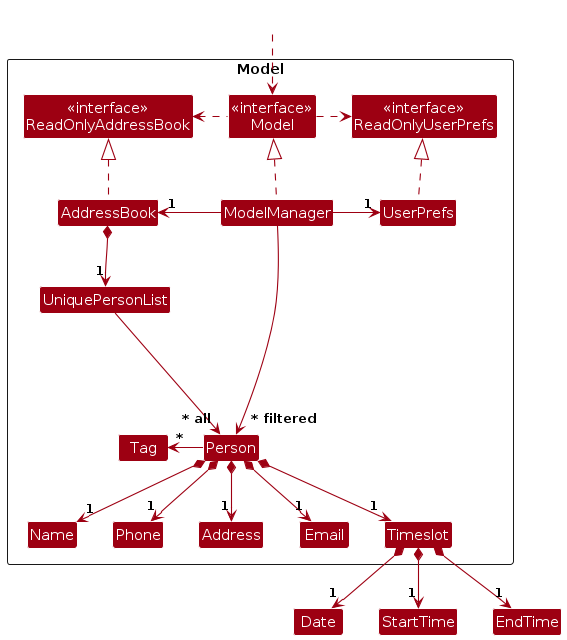 Model
«interface»
ReadOnlyAddressBook
«interface»
Model
«interface»
ReadOnlyUserPrefs
AddressBook
1
ModelManager
1
UserPrefs
1
UniquePersonList
* all
* filtered
Tag
*
Person
1
1
1
1
1
Name
Phone
Address
Email
Timeslot
1
1
1
Date
StartTime
EndTime